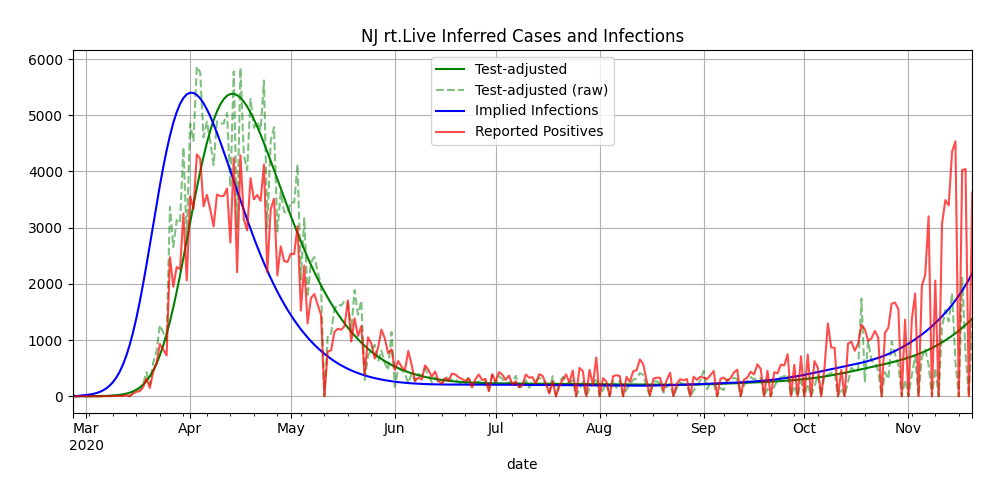 NJ rt.Live Inferred Cases and Infections
6000
5000
4000
3000
2000
1000
0
Test-adjusted
Test-adjusted (raw)
Implied Infections
Reported Positives
Mar
2020
Apr
May
Jun
Jul
Aug
Sep
Oct
Nov
date